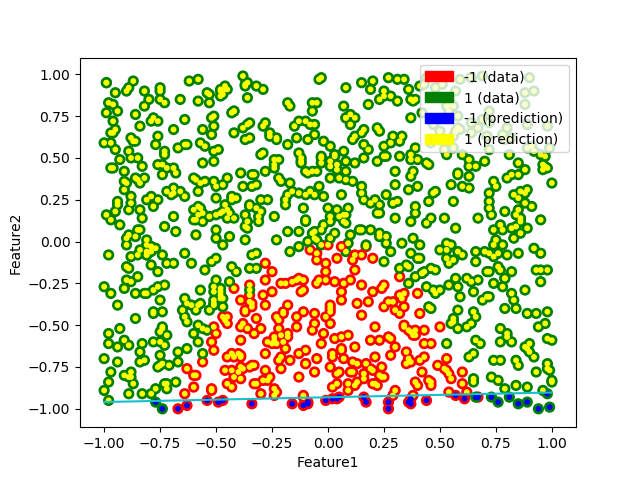 -1 (data)
1 (data)
-1 (prediction)
1 (prediction)
1.00
0.75
0.50
0.25
0.00
−0.25
−0.50
−0.75
−1.00
Feature2
−1.00 −0.75 −0.50 −0.25 0.00 0.25 0.50 0.75 1.00
Feature1